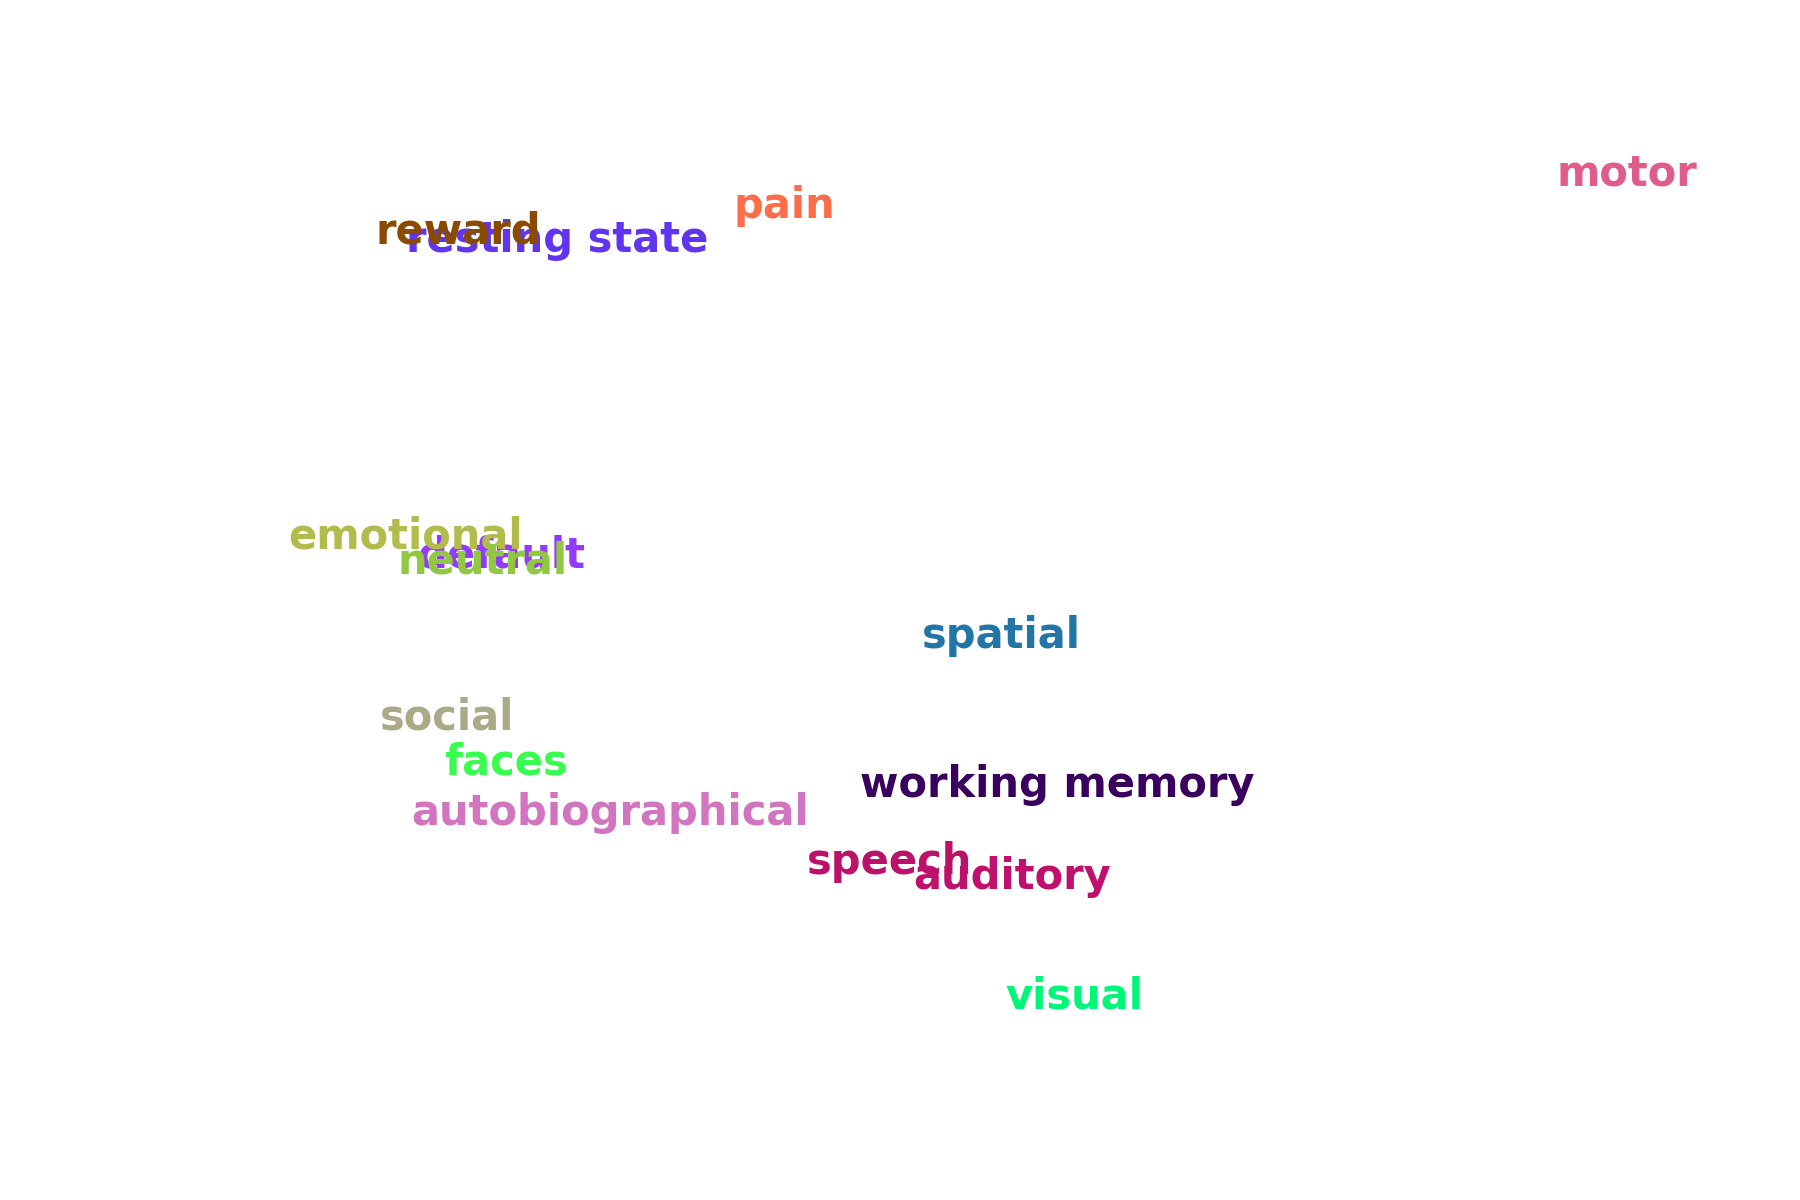 motor
pain
reward
resting state
emotional
default
neutral
spatial
social
faces
working memory
autobiographical
speech
auditory
visual